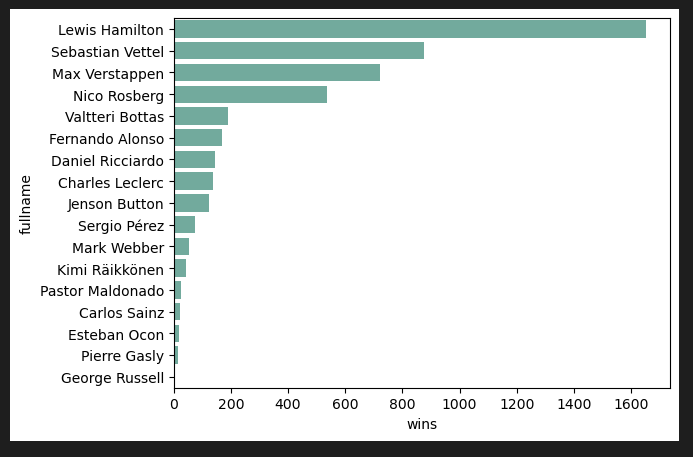 Lewis Hamilton
Sebastian Vettel
Max Verstappen
Nico Rosberg
Valtteri Bottas
Fernando Alonso
Daniel Ricciardo
Charles Leclerc
Jenson Button
Sergio Pérez
Mark Webber
Kimi Räikkönen
Pastor Maldonado
Carlos Sainz
Esteban Ocon
Pierre Gasly
George Russell
fullname
0 200 400 600 800 1000 1200 1400 1600
wins